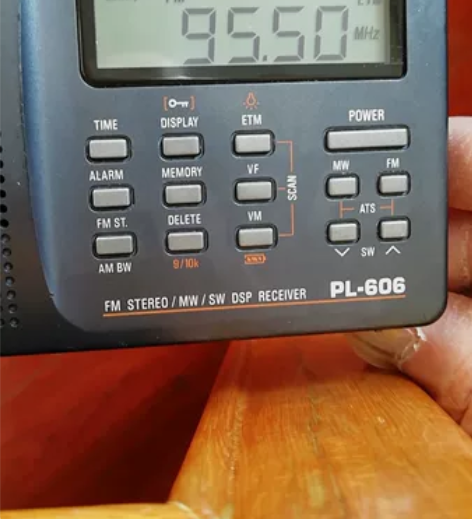 95.50 MHz
TIME DISPLAY ETM POWER
ALARM MEMORY VF MW FM
SCAN
ATS
FM ST. DELETE VM
AM BW 9/10k SW
FM STEREO / MW / SW DSP RECEIVER PL-606